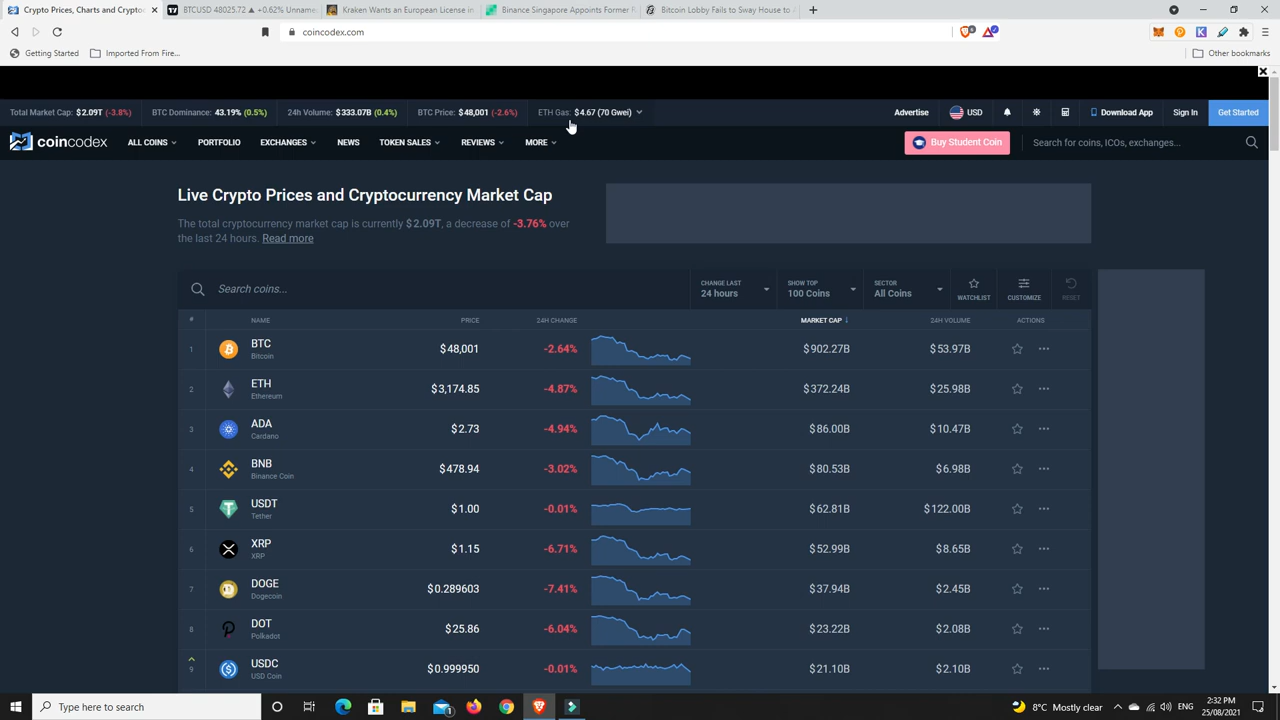 Crypto Prices, Charts and Cryptoc
BTCUSD 48025.72 ▲ +0.62% Unname
Kraken Wants an European License in
Binance Singapore Appoints Former R
Bitcoin Lobby Fails to Sway House to A
coincodex.com
Getting Started
Imported From Fire...
Other bookmarks
Total Market Cap: $2.09T (-3.8%)
BTC Dominance: 43.19% (0.5%)
24h Volume: $333.07B (0.4%)
BTC Price: $48,001 (-2.6%)
ETH Gas: $4.67 (70 Gwei)
Advertise
USD
Download App
Sign In
Get Started
coincodex
ALL COINS
PORTFOLIO
EXCHANGES
NEWS
TOKEN SALES
REVIEWS
MORE
Buy Student Coin
Search for coins, ICOs, exchanges...
Live Crypto Prices and Cryptocurrency Market Cap
The total cryptocurrency market cap is currently $2.09T, a decrease of -3.76% over
the last 24 hours. Read more
Search coins...
CHANGE LAST
24 hours
SHOW TOP
100 Coins
SECTOR
All Coins
WATCHLIST
CUSTOMIZE
RESET
# NAME PRICE 24H CHANGE MARKET CAP ↓ 24H VOLUME ACTIONS
1 BTC $48,001 -2.64% $902.27B $53.97B
Bitcoin
2 ETH $3,174.85 -4.87% $372.24B $25.98B
Ethereum
3 ADA $2.73 -4.94% $86.00B $10.47B
Cardano
4 BNB $478.94 -3.02% $80.53B $6.98B
Binance Coin
5 USDT $1.00 -0.01% $62.81B $122.00B
Tether
6 XRP $1.15 -6.71% $52.99B $8.65B
XRP
7 DOGE $0.289603 -7.41% $37.94B $2.45B
Dogecoin
8 DOT $25.86 -6.04% $23.22B $2.08B
Polkadot
9 USDC $0.999950 -0.01% $21.10B $2.10B
USD Coin
Type here to search
8°C Mostly clear
ENG
2:32 PM
25/08/2021